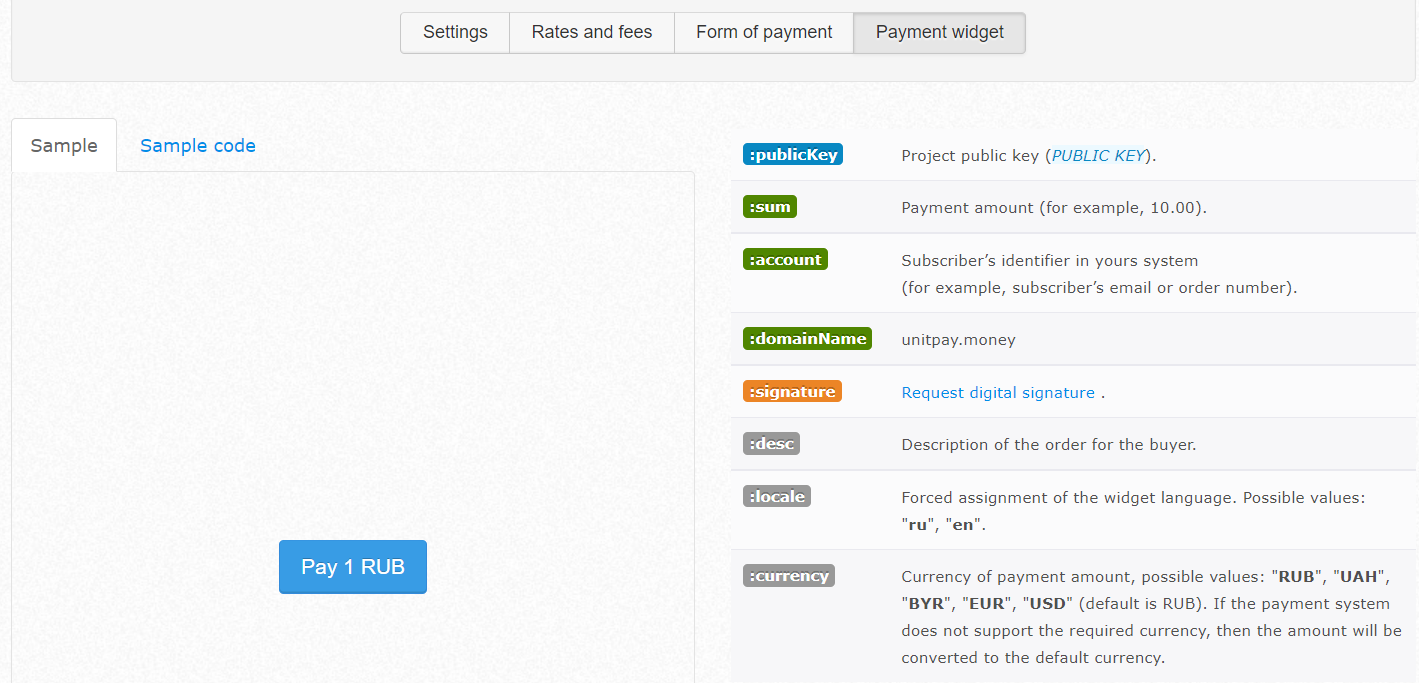 Settings Rates and fees Form of payment Payment widget
Sample Sample code
Pay 1 RUB
:publicKey Project public key (PUBLIC KEY).
:sum Payment amount (for example, 10.00).
:account Subscriber’s identifier in yours system
(for example, subscriber’s email or order number).
:domainName unitpay.money
:signature Request digital signature .
:desc Description of the order for the buyer.
:locale Forced assignment of the widget language. Possible values:
"ru", "en".
:currency Currency of payment amount, possible values: "RUB", "UAH",
"BYR", "EUR", "USD" (default is RUB). If the payment system
does not support the required currency, then the amount will be
converted to the default currency.